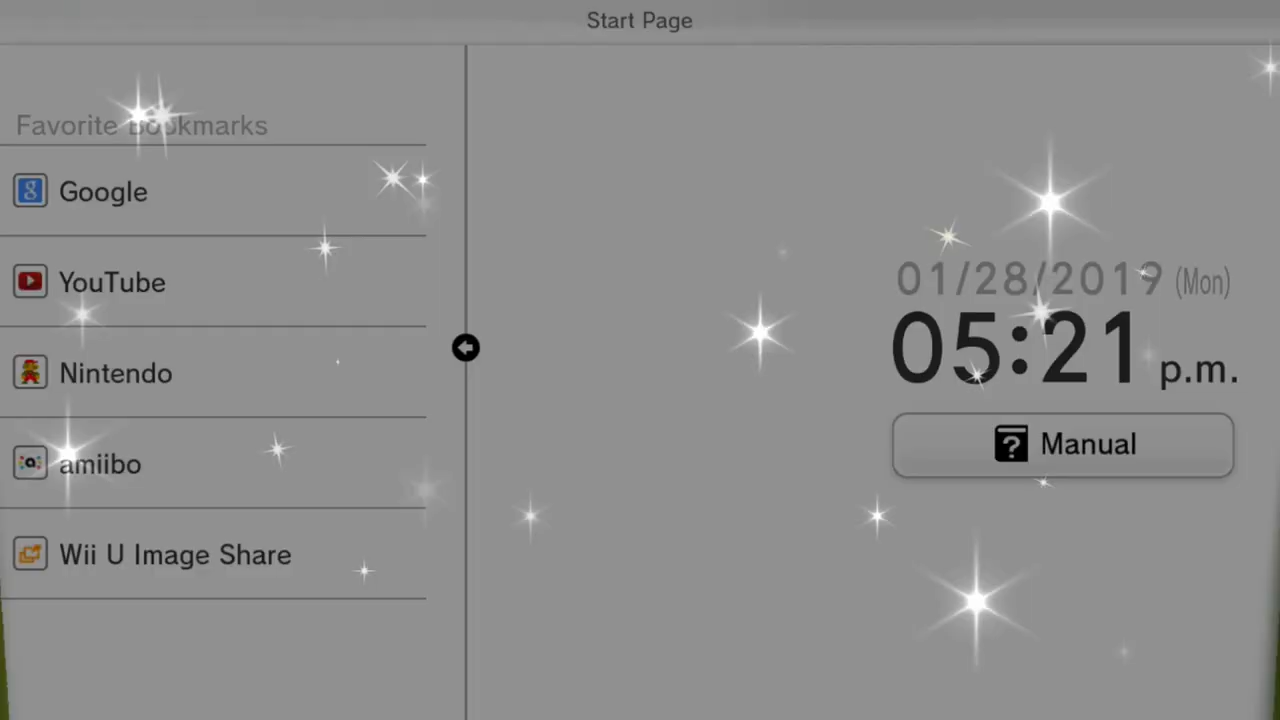 Start Page
Favorite Bookmarks
Google
YouTube
Nintendo
amiibo
Wii U Image Share
01/28/2019 (Mon)
05:21 p.m.
Manual